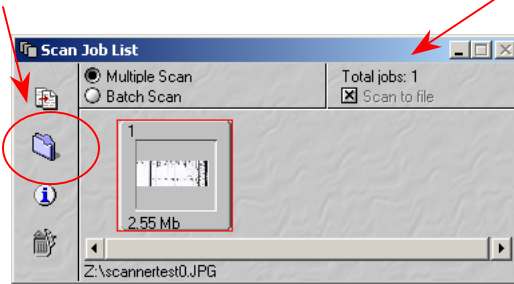 Scan Job List
Multiple Scan
Batch Scan
Total jobs: 1
Scan to file
1
2.55 Mb
Z:\scannertest0.JPG